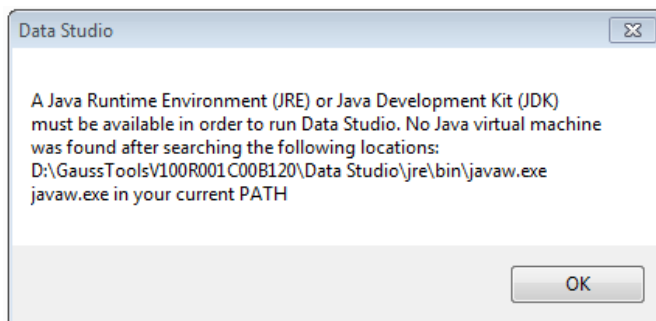 Data Studio
A Java Runtime Environment (JRE) or Java Development Kit (JDK)
must be available in order to run Data Studio. No Java virtual machine
was found after searching the following locations:
D:\GaussToolsV100R001C00B120\Data Studio\jre\bin\javaw.exe
javaw.exe in your current PATH
OK